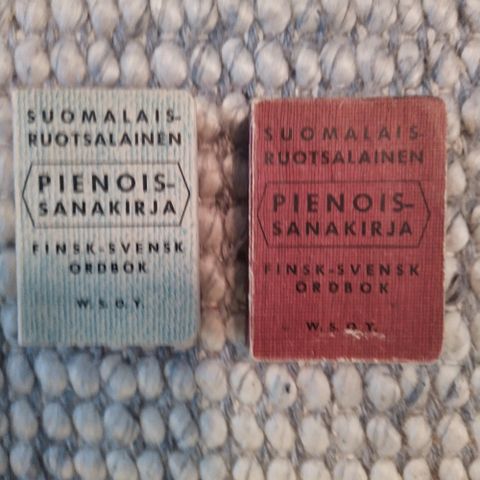 SUOMALAIS-
RUOTSALAINEN
PIENOIS-
SANAKIRJA
FINSK-SVENSK
ORDBOK
W. S. O. Y.
SUOMALAIS-
RUOTSALAINEN
PIENOIS-
SANAKIRJA
FINSK-SVENSK
ORDBOK
W. S. O. Y.